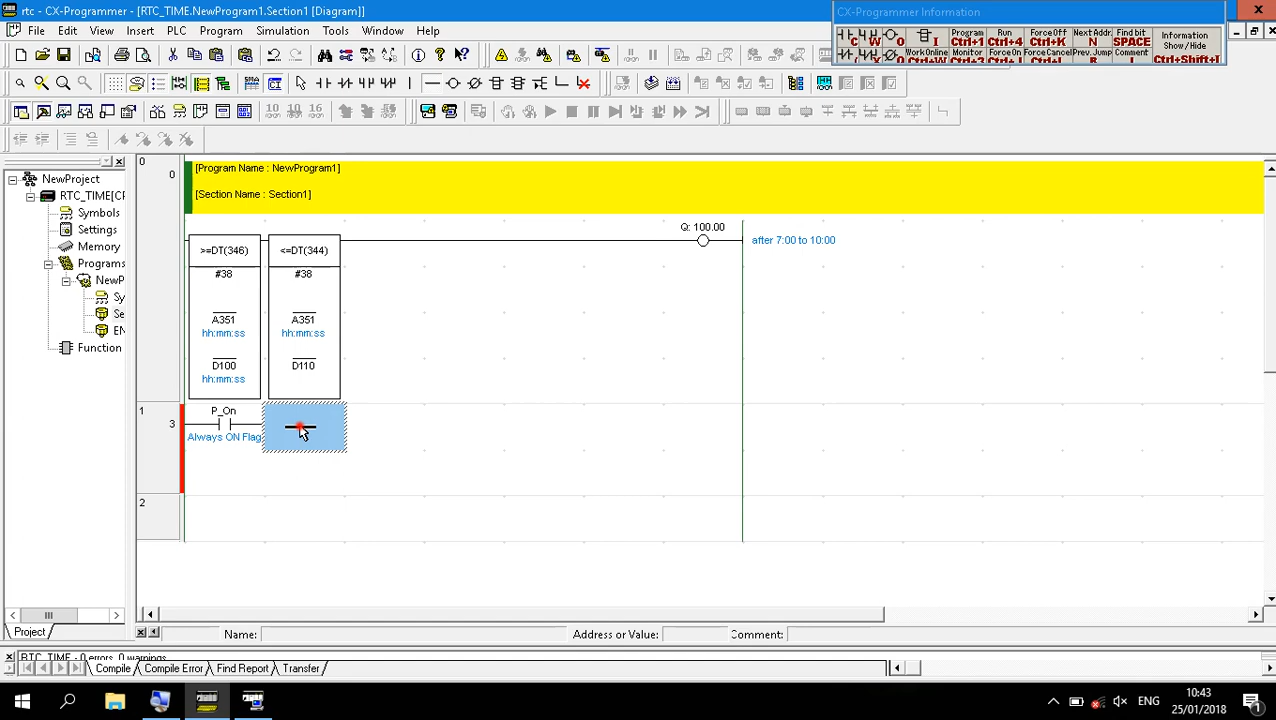 rtc - CX-Programmer - [RTC_TIME.NewProgram1.Section1 [Diagram]]
CX-Programmer Information
File Edit View Insert PLC Program Simulation Tools Window Help
Program Run Force Off Next Addr: Find bit Information
Ctrl+1 Ctrl+4 Ctrl+K N SPACE Show / Hide
Work Online Monitor Force On Force Cancel Prev. Jump Comment
Ctrl+Shift+I
10 10 16
NewProject
RTC_TIME[CP
Symbols
Settings
Memory
Programs
NewP
Sy
Se
EN
Function
Project
0
0
[Program Name : NewProgram1]
[Section Name : Section1]
Q: 100.00
>=DT(346) <=DT(344)
after 7:00 to 10:00
#38 #38
A351 A351
hh:mm:ss hh:mm:ss
D100 D110
hh:mm:ss
1
3
P_On
Always ON Flag
2
Name: Address or Value: Comment:
RTC_TIME - 0 errors, 0 warnings.
Compile Compile Error Find Report Transfer
ENG
10:43
25/01/2018